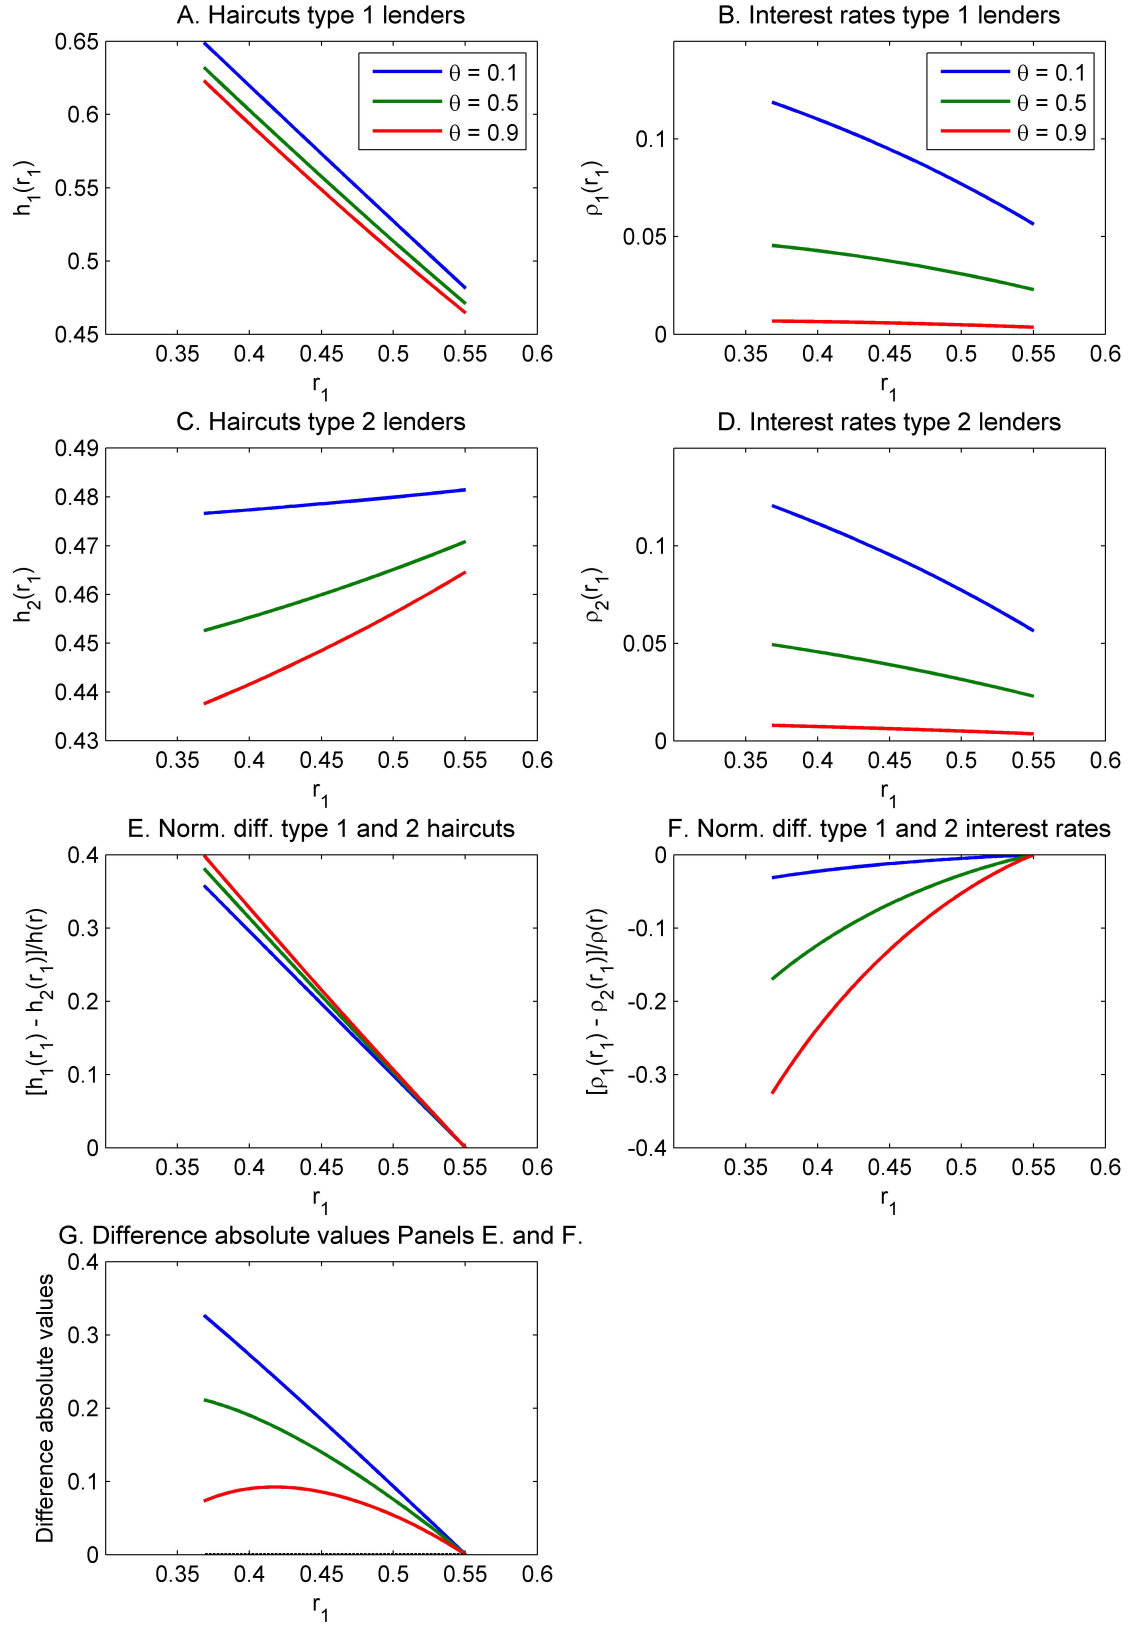 A. Haircuts type 1 lenders
0.65
0.6
0.55
0.5
0.45
h1(r1)
θ = 0.1
θ = 0.5
θ = 0.9
0.35 0.4 0.45 0.5 0.55 0.6
r1
B. Interest rates type 1 lenders
0.1
0.05
0
ρ1(r1)
θ = 0.1
θ = 0.5
θ = 0.9
0.35 0.4 0.45 0.5 0.55 0.6
r1
C. Haircuts type 2 lenders
0.49
0.48
0.47
0.46
0.45
0.44
0.43
h2(r1)
0.35 0.4 0.45 0.5 0.55 0.6
r1
D. Interest rates type 2 lenders
0.1
0.05
0
ρ2(r1)
0.35 0.4 0.45 0.5 0.55 0.6
r1
E. Norm. diff. type 1 and 2 haircuts
0.4
0.3
0.2
0.1
0
[h1(r1) - h2(r1)]/h(r)
0.35 0.4 0.45 0.5 0.55 0.6
r1
F. Norm. diff. type 1 and 2 interest rates
0
-0.1
-0.2
-0.3
-0.4
[ρ1(r1) - ρ2(r1)]/ρ(r)
0.35 0.4 0.45 0.5 0.55 0.6
r1
G. Difference absolute values Panels E. and F.
0.4
0.3
0.2
0.1
0
Difference absolute values
0.35 0.4 0.45 0.5 0.55 0.6
r1